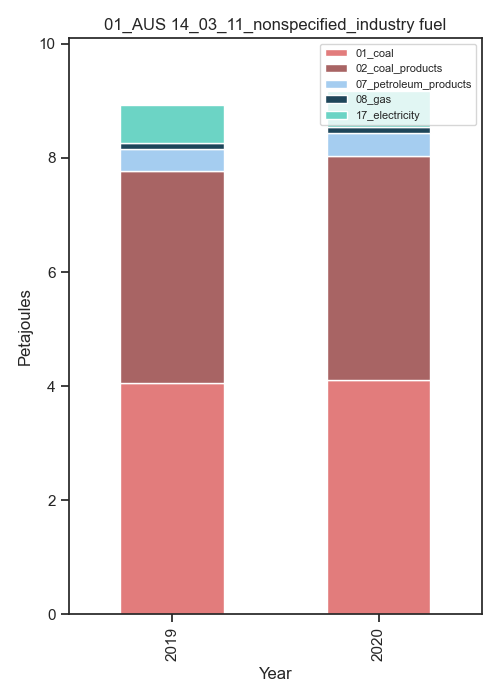 01_AUS 14_03_11_nonspecified_industry fuel
01_coal
02_coal_products
07_petroleum_products
08_gas
17_electricity
Petajoules
10
8
6
4
2
0
2019
2020
Year